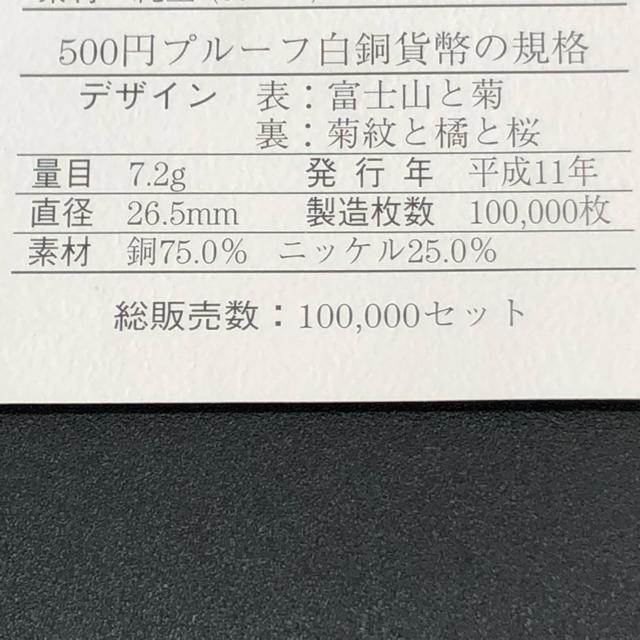 500円プルーフ白銅貨幣の規格
デザイン 表：富士山と菊
裏：菊紋と橘と桜
量目 7.2g 発行年 平成11年
直径 26.5mm 製造枚数 100,000枚
素材 銅75.0% ニッケル25.0%
総販売数：100,000セット